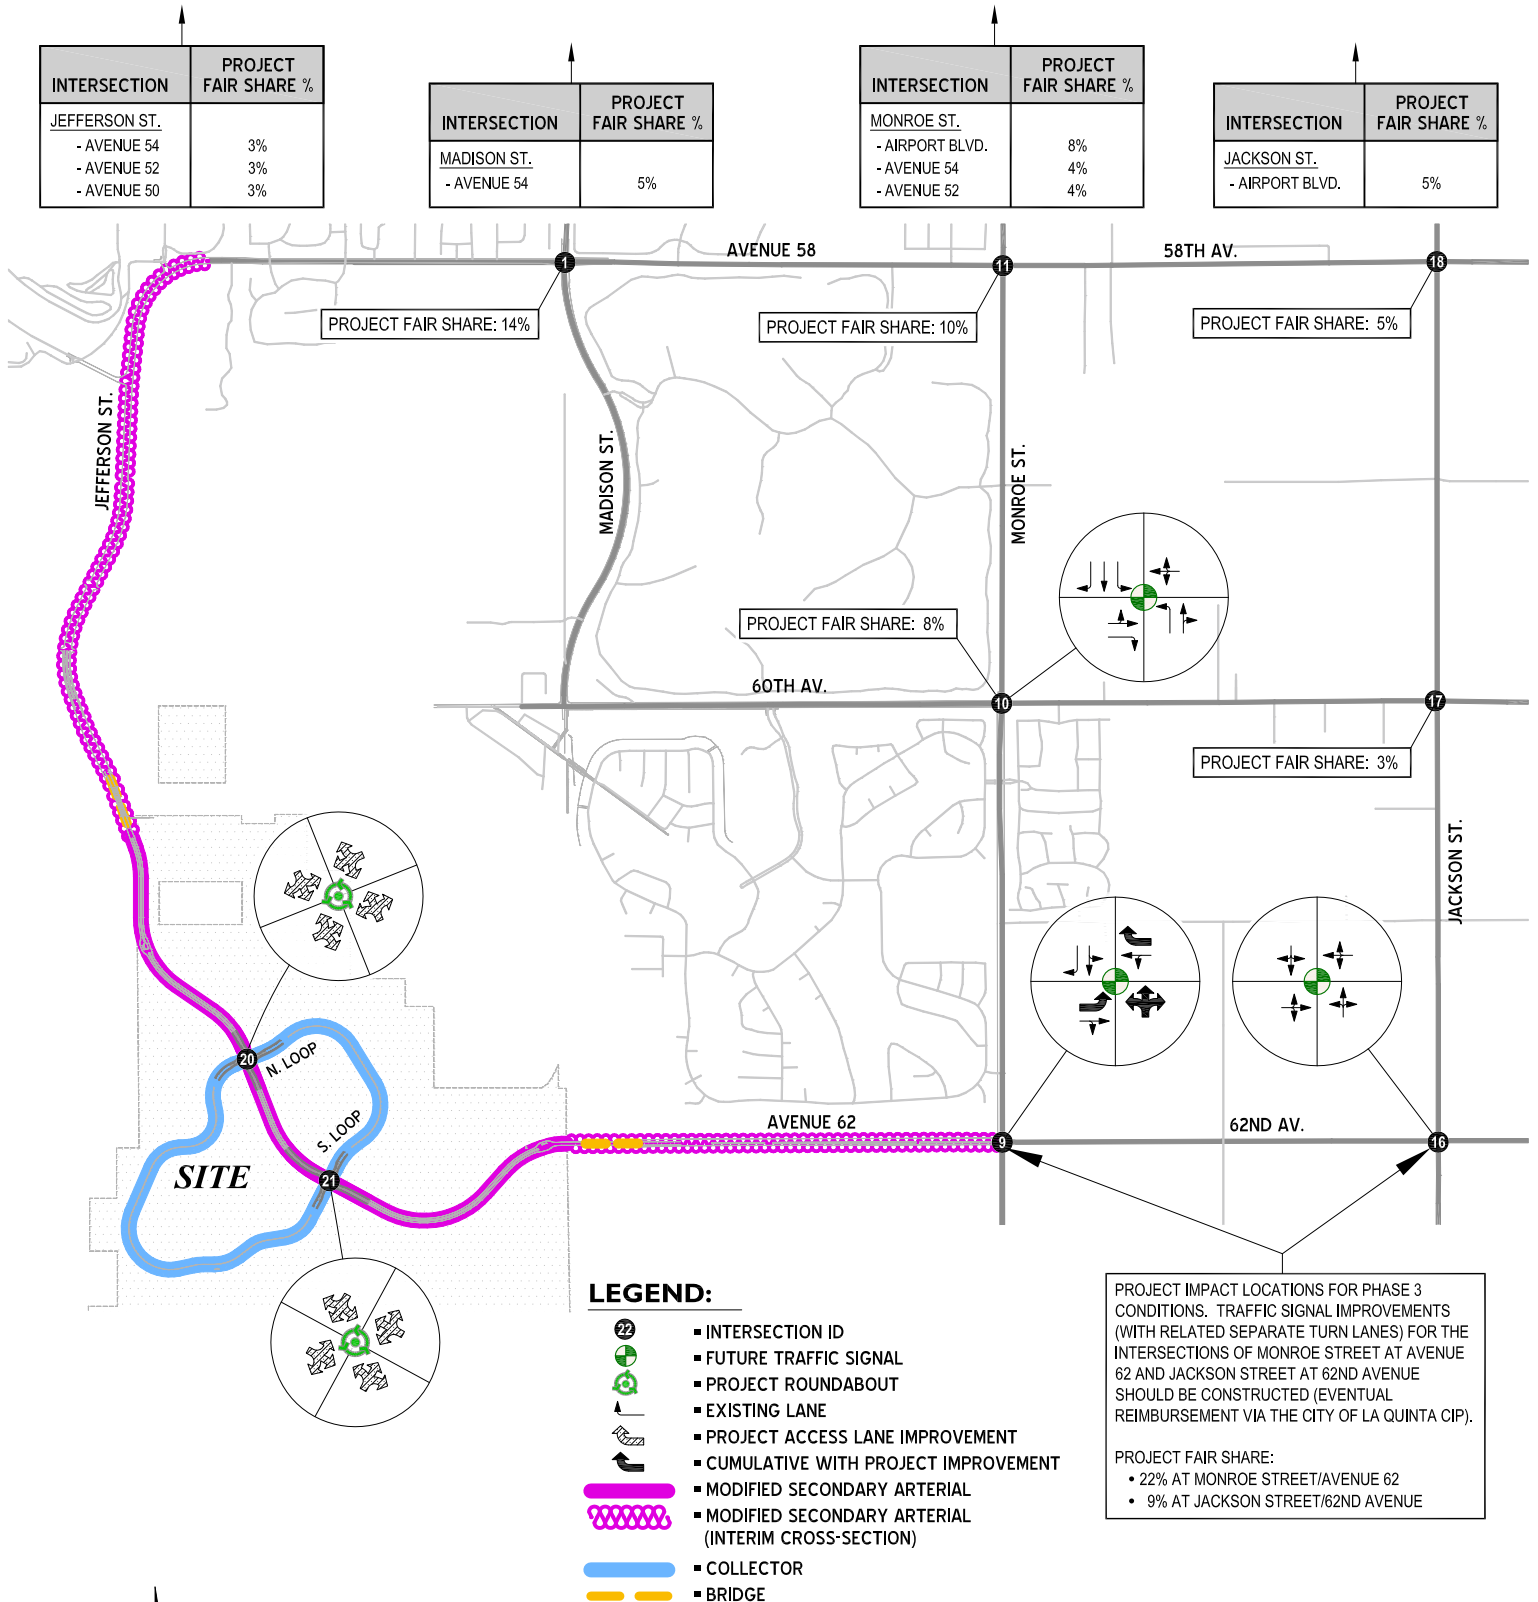 INTERSECTION
PROJECT
FAIR SHARE %
JEFFERSON ST.
- AVENUE 54 3%
- AVENUE 52 3%
- AVENUE 50 3%
INTERSECTION
PROJECT
FAIR SHARE %
MADISON ST.
- AVENUE 54 5%
INTERSECTION
PROJECT
FAIR SHARE %
MONROE ST.
- AIRPORT BLVD. 8%
- AVENUE 54 4%
- AVENUE 52 4%
INTERSECTION
PROJECT
FAIR SHARE %
JACKSON ST.
- AIRPORT BLVD. 5%
AVENUE 58
58TH AV.
1
11
18
PROJECT FAIR SHARE: 14%
PROJECT FAIR SHARE: 10%
PROJECT FAIR SHARE: 5%
JEFFERSON ST.
MADISON ST.
MONROE ST.
PROJECT FAIR SHARE: 8%
60TH AV.
10
17
PROJECT FAIR SHARE: 3%
JACKSON ST.
20
N. LOOP
S. LOOP
SITE
21
AVENUE 62
9
62ND AV.
16
LEGEND:
22 = INTERSECTION ID
= FUTURE TRAFFIC SIGNAL
= PROJECT ROUNDABOUT
= EXISTING LANE
= PROJECT ACCESS LANE IMPROVEMENT
= CUMULATIVE WITH PROJECT IMPROVEMENT
= MODIFIED SECONDARY ARTERIAL
= MODIFIED SECONDARY ARTERIAL
(INTERIM CROSS-SECTION)
= COLLECTOR
= BRIDGE
PROJECT IMPACT LOCATIONS FOR PHASE 3
CONDITIONS. TRAFFIC SIGNAL IMPROVEMENTS
(WITH RELATED SEPARATE TURN LANES) FOR THE
INTERSECTIONS OF MONROE STREET AT AVENUE
62 AND JACKSON STREET AT 62ND AVENUE
SHOULD BE CONSTRUCTED (EVENTUAL
REIMBURSEMENT VIA THE CITY OF LA QUINTA CIP).
PROJECT FAIR SHARE:
• 22% AT MONROE STREET/AVENUE 62
• 9% AT JACKSON STREET/62ND AVENUE